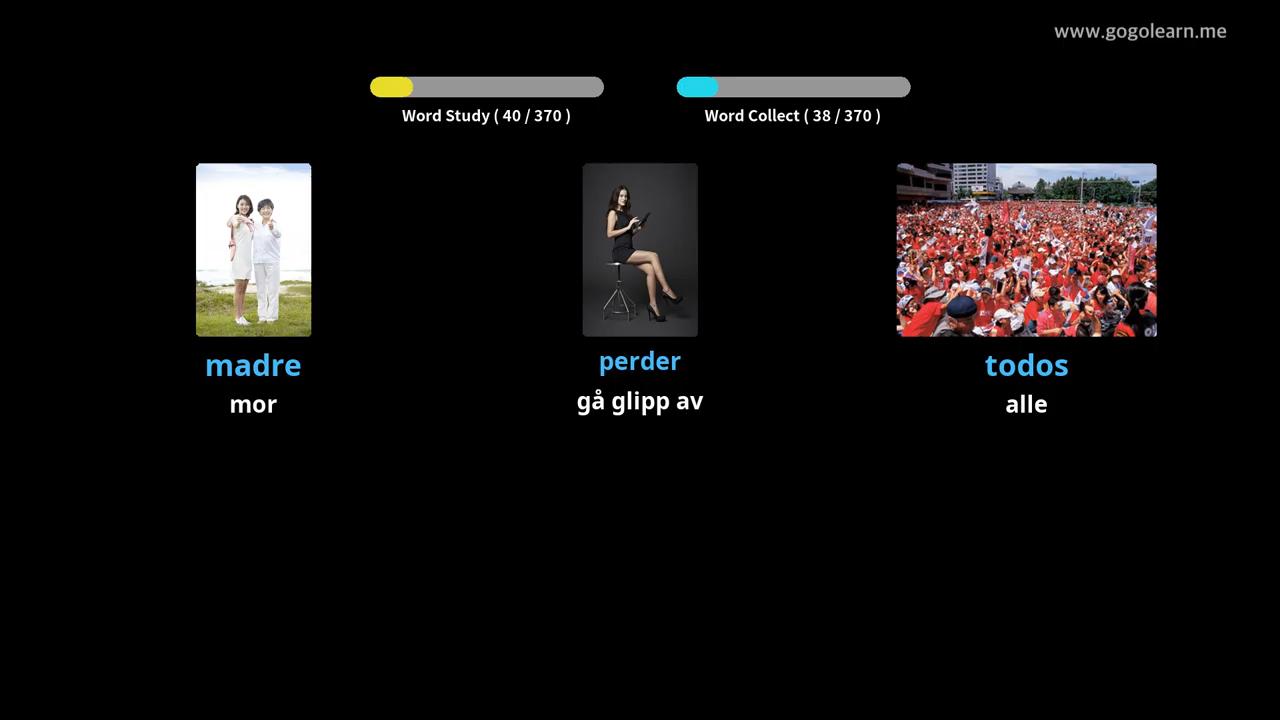 www.gogolearn.me
Word Study ( 40 / 370 )
Word Collect ( 38 / 370 )
madre
mor
perder
gå glipp av
todos
alle